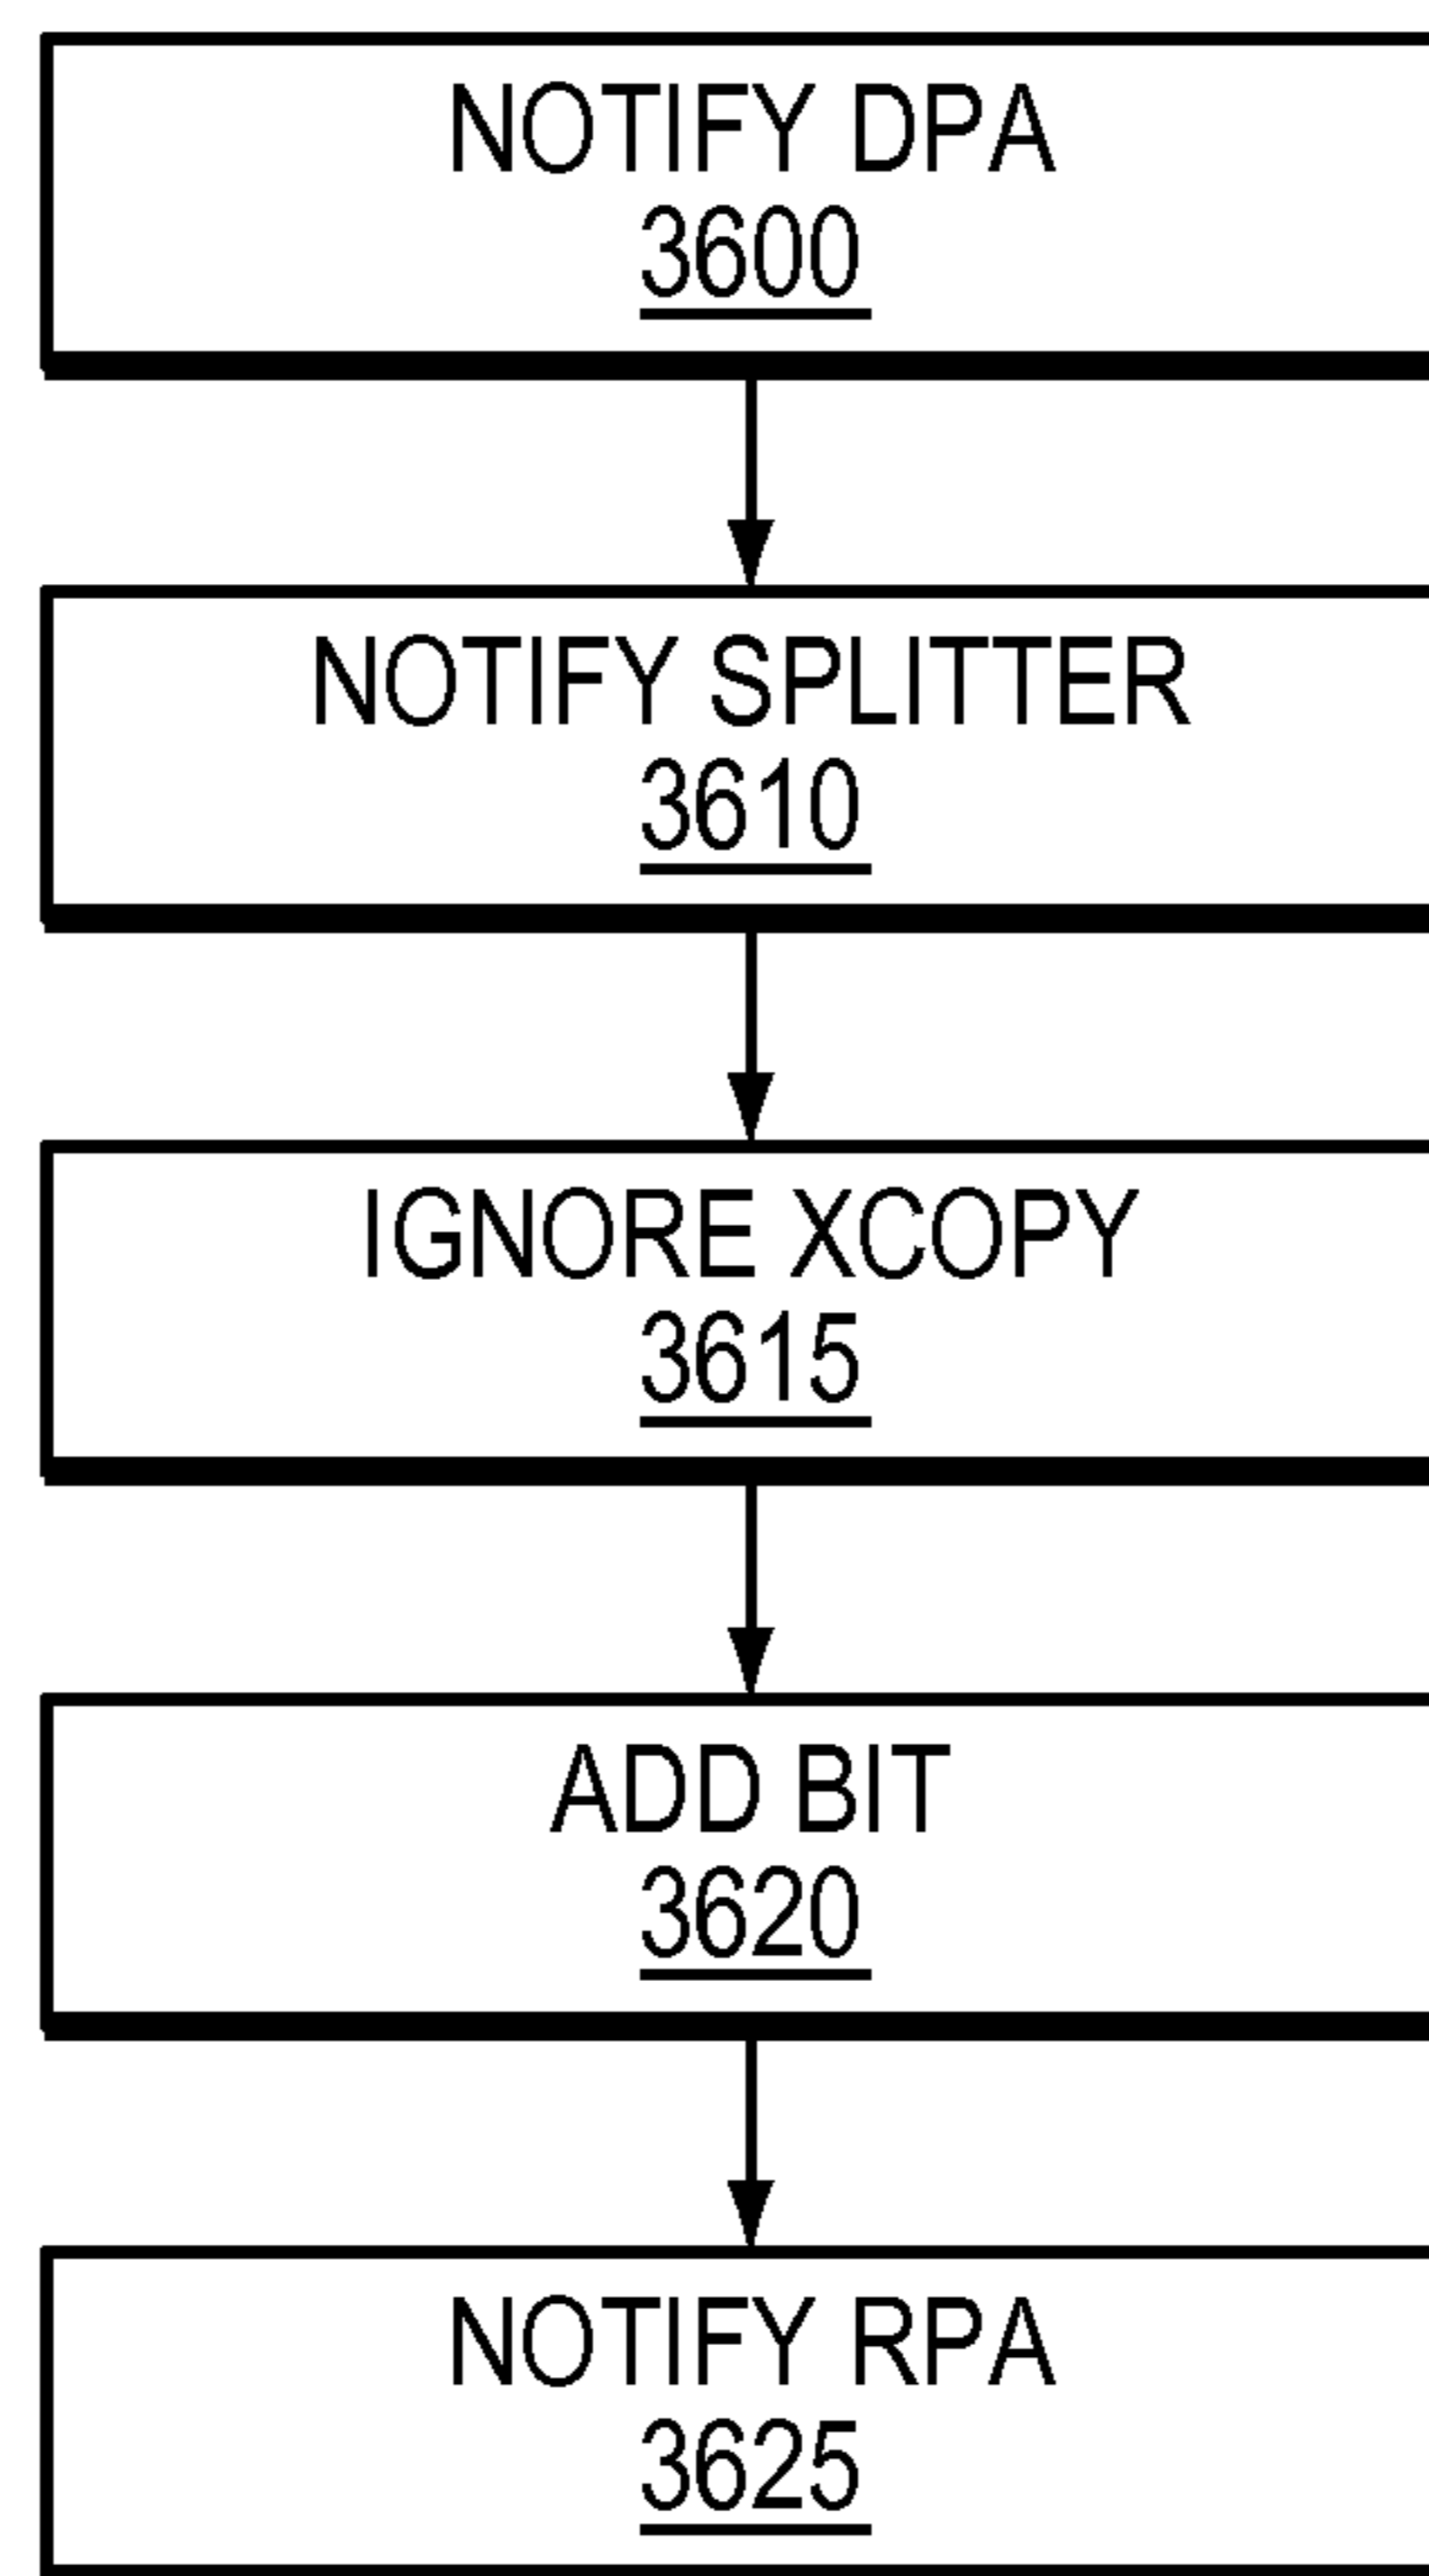 NOTIFY DPA
3600
NOTIFY SPLITTER
3610
IGNORE XCOPY
3615
ADD BIT
3620
NOTIFY RPA
3625